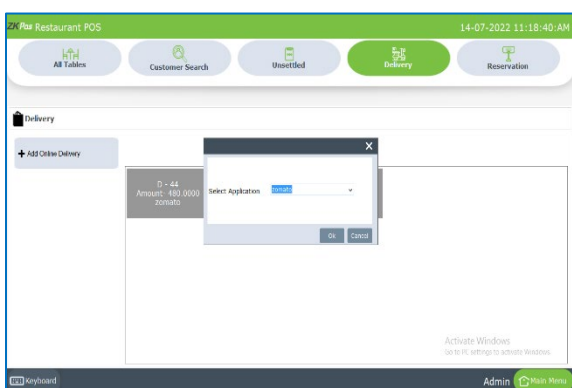 ZKPos Restaurant POS
14-07-2022 11:18:40:AM
All Tables
Customer Search
Unsettled
Delivery
Reservation
Delivery
+ Add Online Delivery
X
D - 44
Amount- 480.0000
zomato
Select Application
zomato
Ok
Cancel
Activate Windows
Go to PC settings to activate Windows.
Keyboard
Admin
Main Menu